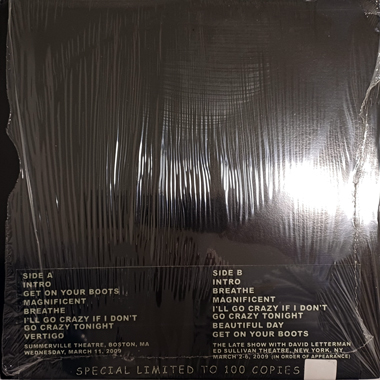 SIDE A
INTRO
GET ON YOUR BOOTS
MAGNIFICENT
BREATHE
I'LL GO CRAZY IF I DON'T
GO CRAZY TONIGHT
VERTIGO
SUMMERVILLE THEATRE, BOSTON, MA
WEDNESDAY, MARCH 11, 2009
SIDE B
INTRO
BREATHE
MAGNIFICENT
I'LL GO CRAZY IF I DON'T
GO CRAZY TONIGHT
BEAUTIFUL DAY
GET ON YOUR BOOTS
THE LATE SHOW WITH DAVID LETTERMAN
ED SULLIVAN THEATRE, NEW YORK, NY
MARCH 2-6, 2009 (IN ORDER OF APPEARANCE)
SPECIAL LIMITED TO 100 COPIES